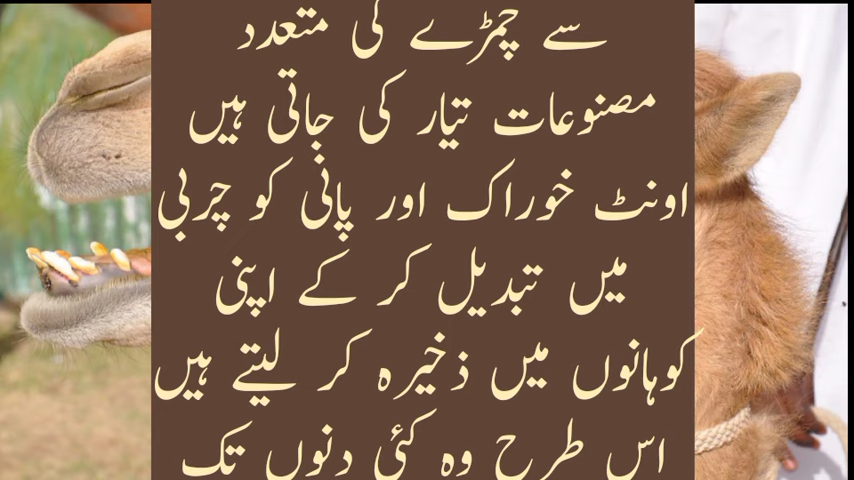 سے چمڑے کی متعدد
مصنوعات تیار کی جاتی ہیں
اونٹ خوراک اور پانی کو چربی
میں تبدیل کر کے اپنی
کوہانوں میں ذخیرہ کر لیتے ہیں
اس طرح وہ کئی دنوں تک